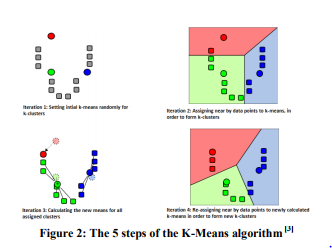 Iteration 1: Setting intial k-means randomly for
k-clusters
Iteration 2: Assigning near by data points to k-means, in
order to form k-clusters
Iteration 3: Calculating the new means for all
assigned clusters
Iteration 4: Re-assigning near by data points to newly calculated
k-means in order to form new k-clusters
Figure 2: The 5 steps of the K-Means algorithm [3]